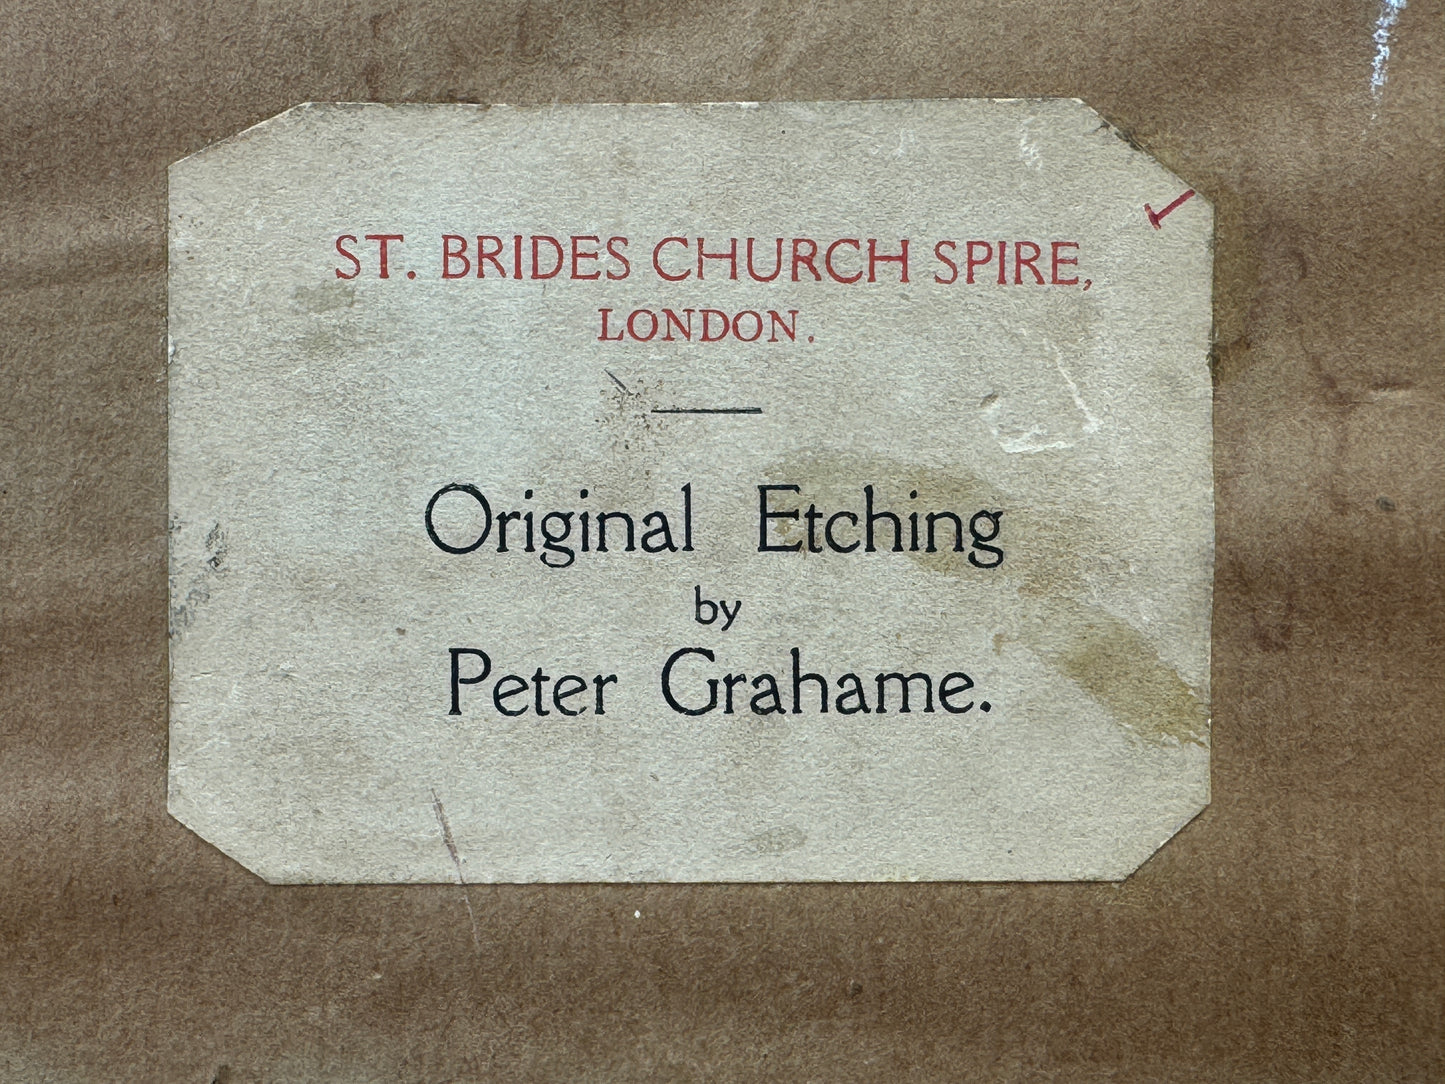 ST. BRIDES CHURCH SPIRE,
LONDON.
Original Etching
by
Peter Grahame.